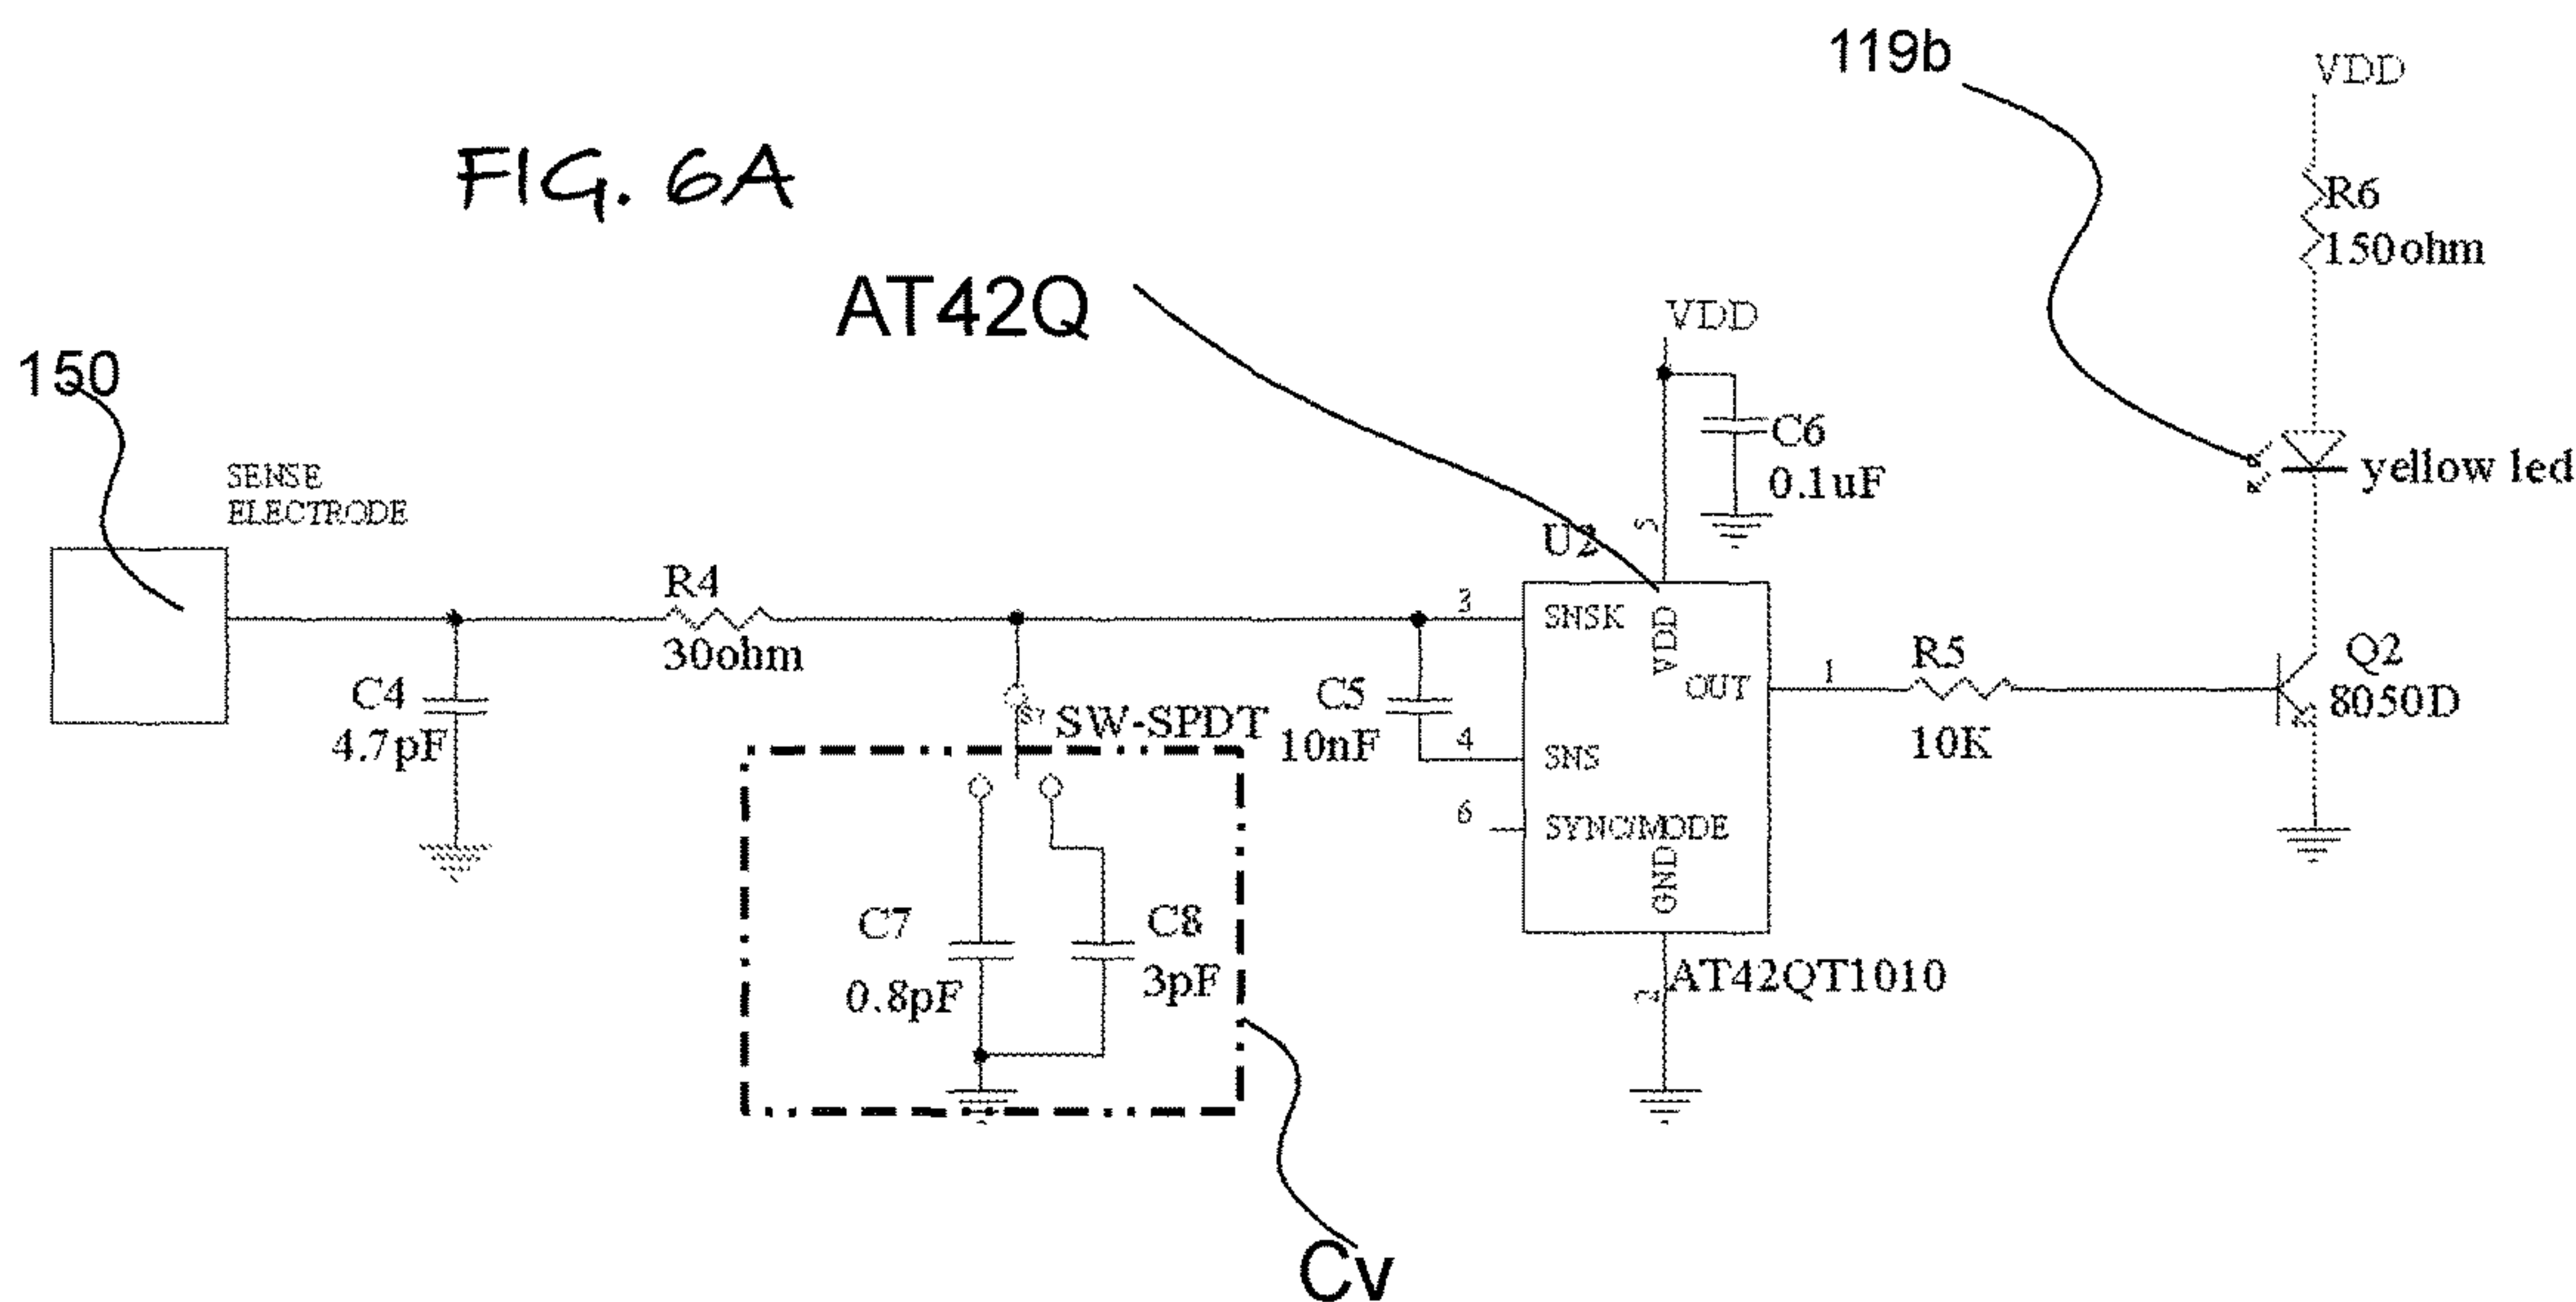 119b
VDD
FIG. 6A
R6
150ohm
AT42Q
VDD
150
C6
0.1uF
yellow led
SENSE
ELECTRODE
5
U2
R4
30ohm
3
SNSK
VDD
C4
4.7pF
SW-SPDT
C5
10nF
4
SNS
OUT
1
R5
10K
Q2
8050D
6
SYNC/MODE
GND
C7
0.8pF
C8
3pF
2
AT42QT1010
Cv